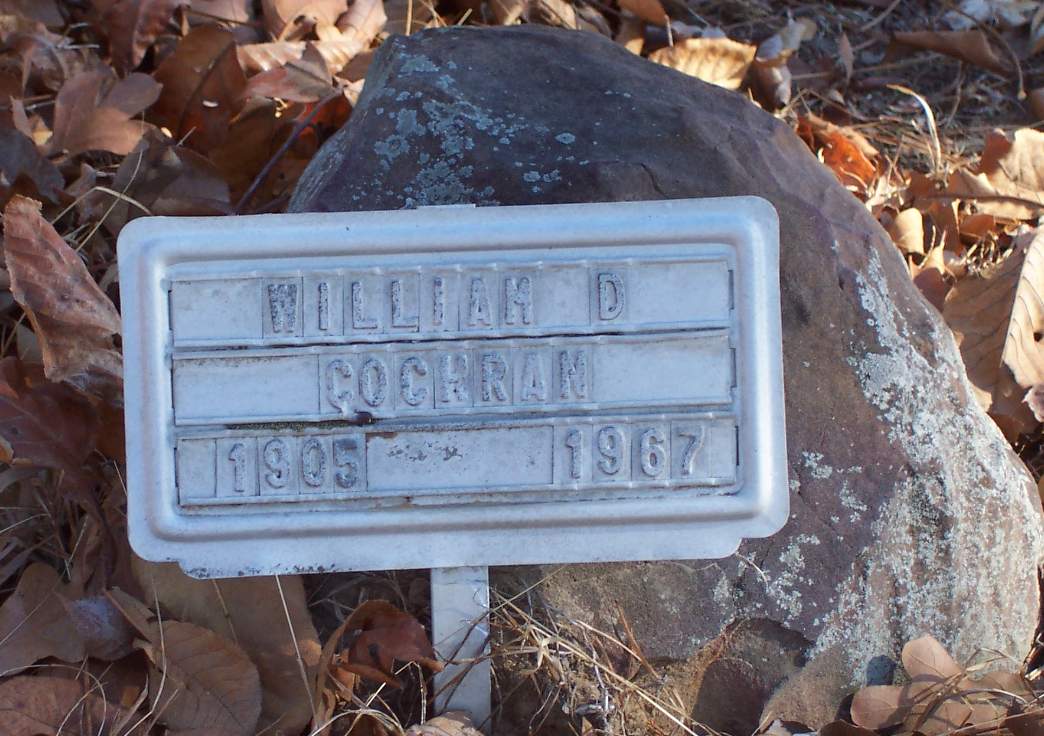 WILLIAM D
COCHRAN
1905 1967